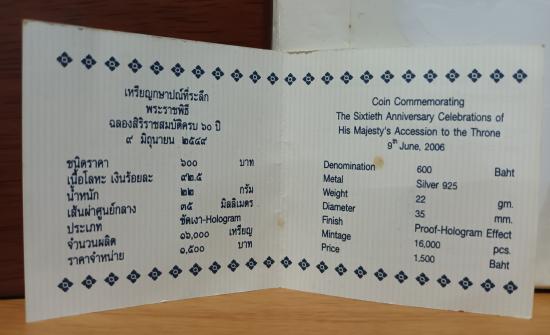 เหรียญกษาปณ์ที่ระลึก
พระราชพิธี
ฉลองสิริราชสมบัติครบ ๖๐ ปี
๙ มิถุนายน ๒๕๔๙
ชนิดราคา ๖๐๐ บาท
เนื้อโลหะ เงินร้อยละ ๙๒.๕
น้ำหนัก ๒๒ กรัม
เส้นผ่าศูนย์กลาง ๓๕ มิลลิเมตร
ประเภท ขัดเงา-Hologram
จำนวนผลิต ๑๖,๐๐๐ เหรียญ
ราคาจำหน่าย ๑,๕๐๐ บาท
Coin Commemorating
The Sixtieth Anniversary Celebrations of
His Majesty's Accession to the Throne
9th June, 2006
Denomination 600 Baht
Metal Silver 925
Weight 22 gm.
Diameter 35 mm.
Finish Proof-Hologram Effect
Mintage 16,000 pcs.
Price 1,500 Baht